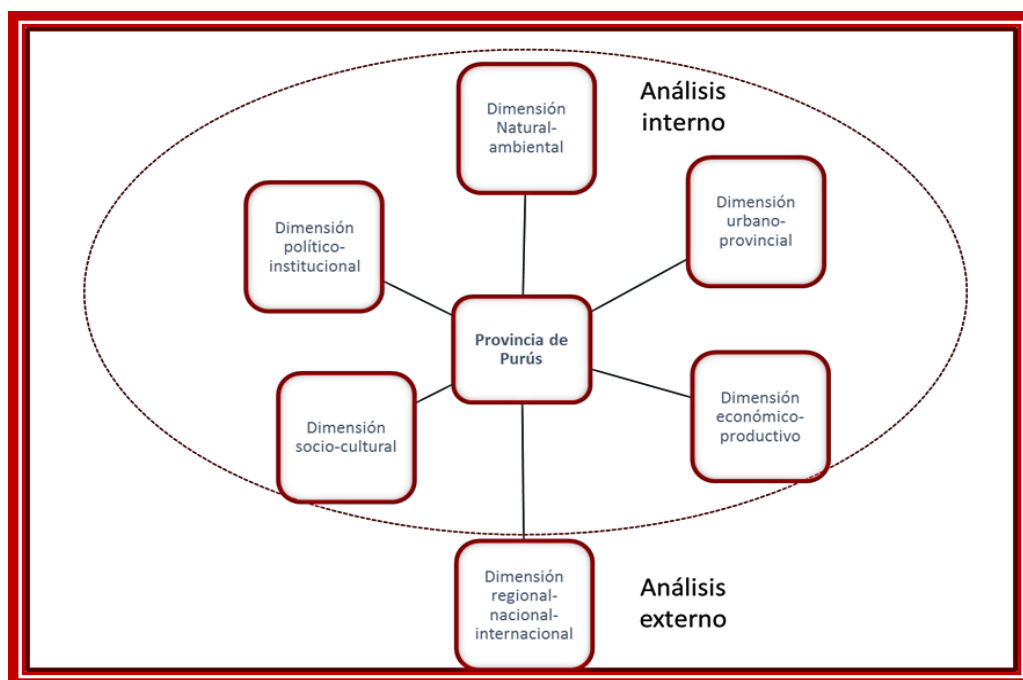 Dimensión
Natural-
ambiental
Análisis
interno
Dimensión
político-
institucional
Dimensión
urbano-
provincial
Provincia de
Purús
Dimensión
socio-cultural
Dimensión
económico-
productivo
Dimensión
regional-
nacional-
internacional
Análisis
externo